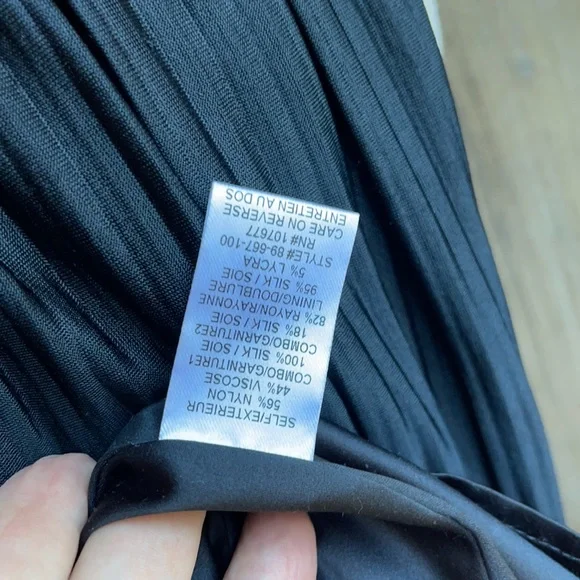 SELF/EXTERIEUR
56% NYLON
44% VISCOSE
COMBO/GARNITURE1
100% SILK / SOIE
COMBO/GARNITURE2
18% SILK / SOIE
82% RAYON/RAYONNE
LINING/DOUBLURE
95% SILK / SOIE
5% LYCRA
STYLE# 89-667-100
RN# 107677
CARE ON REVERSE
ENTRETIEN AU DOS